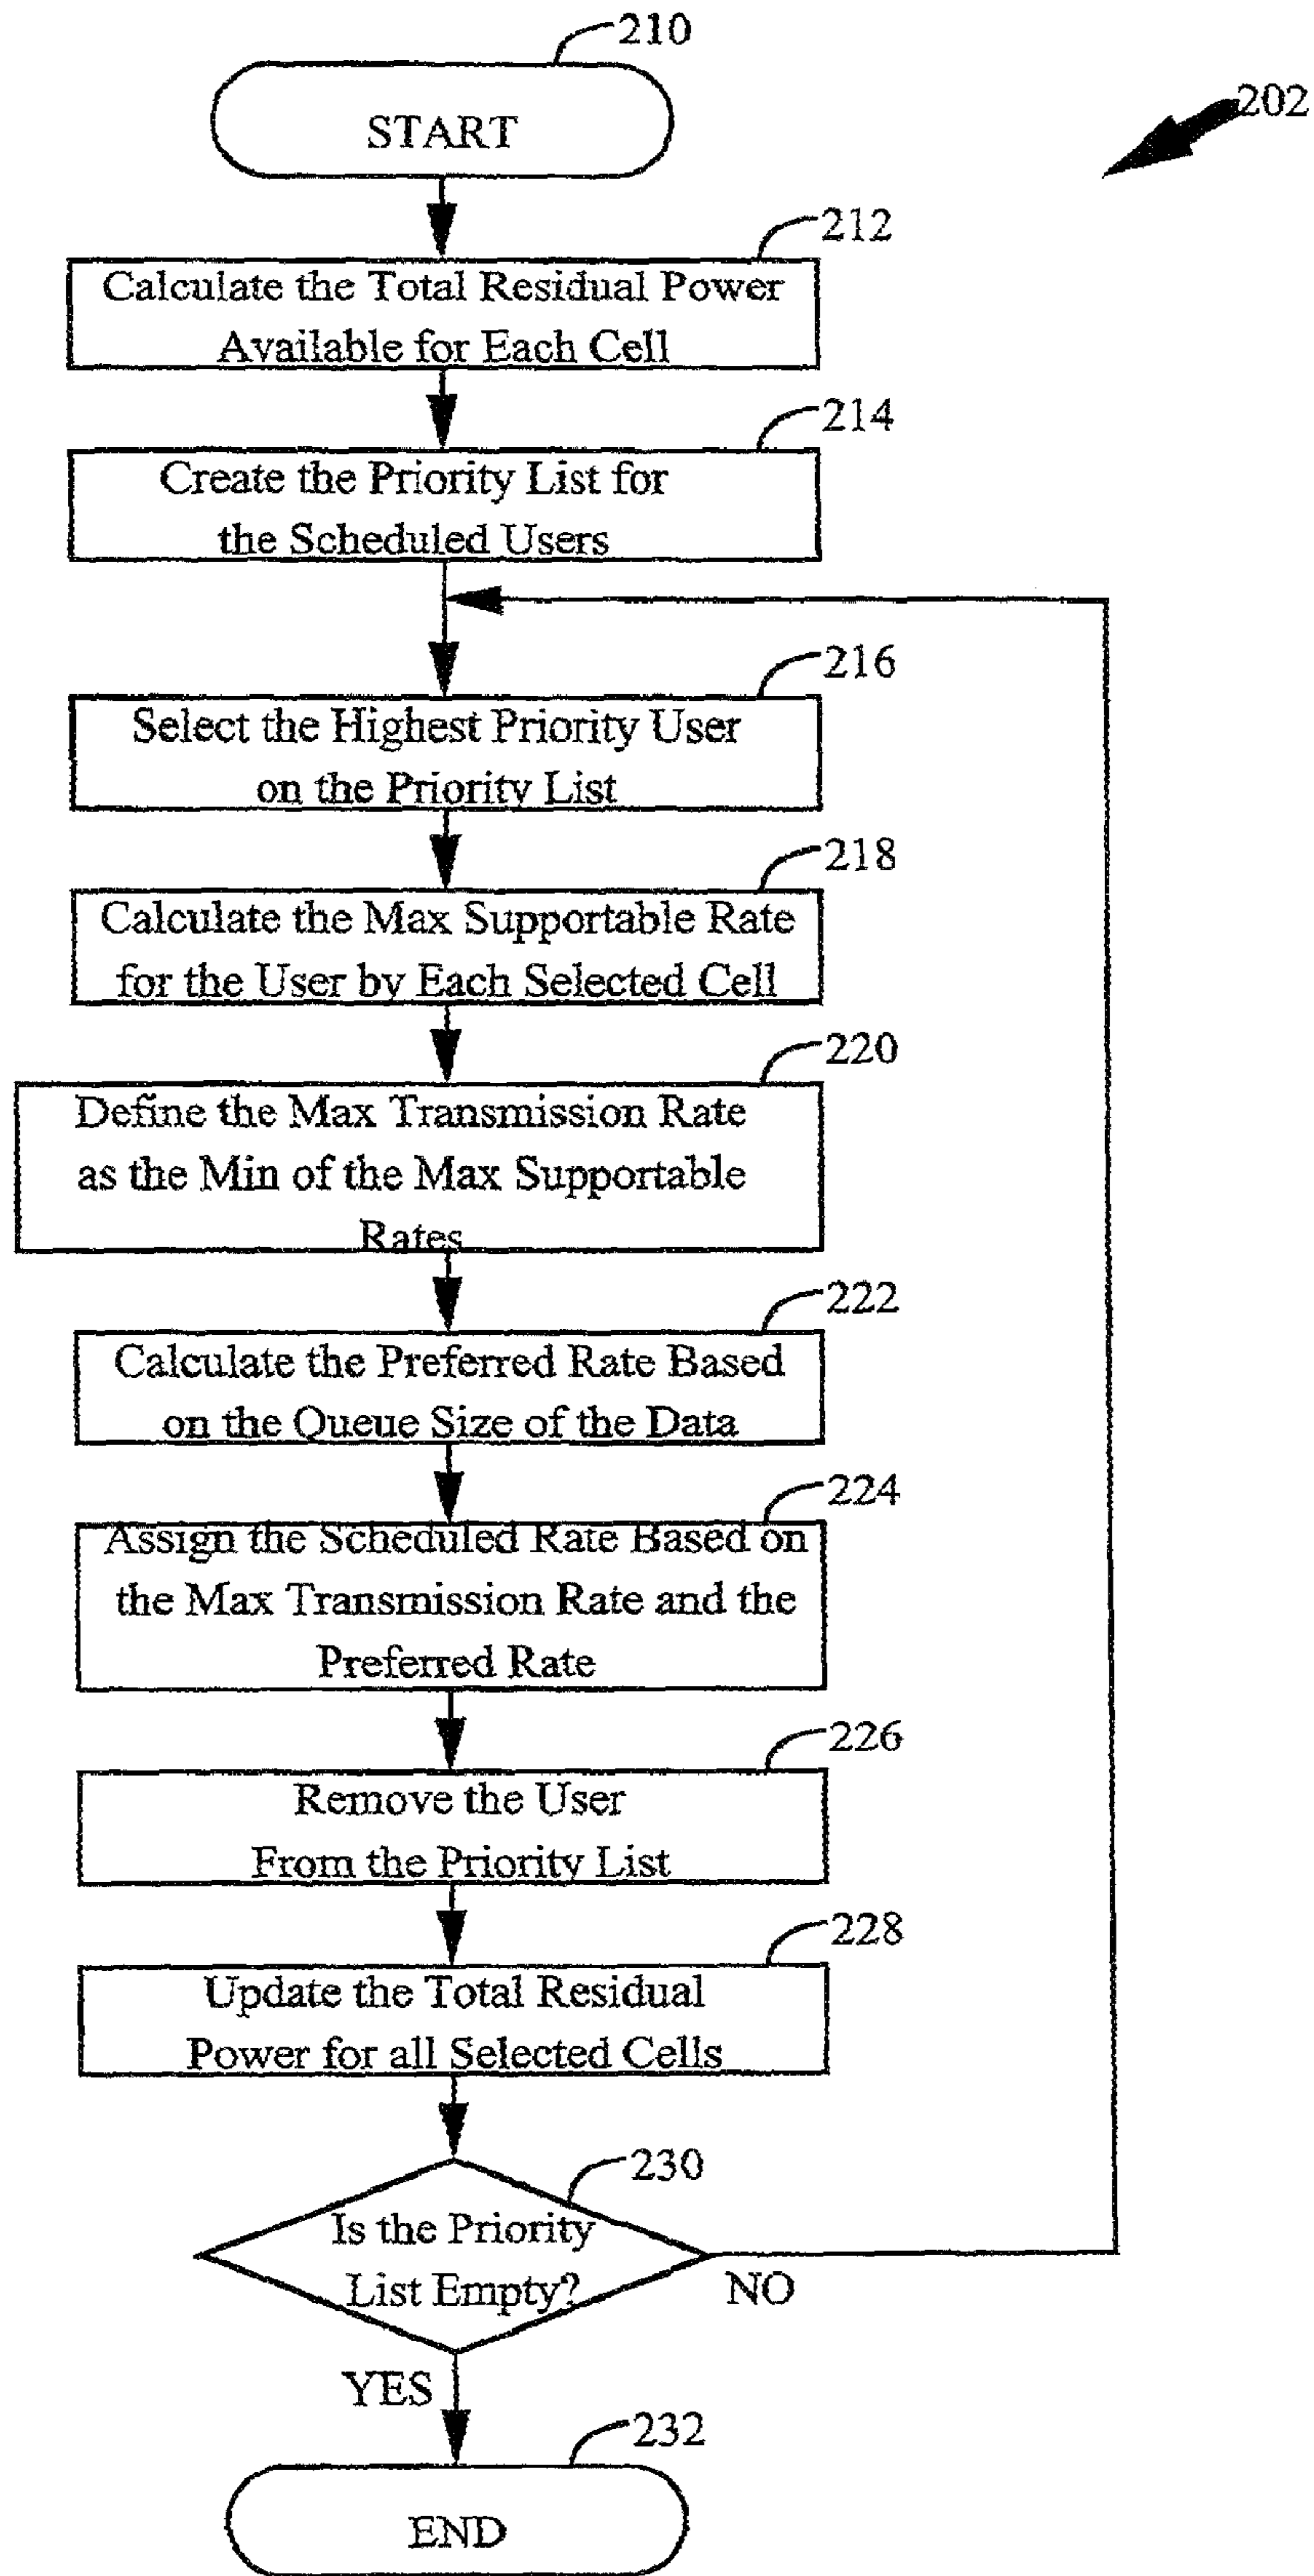 210
START
202
212
Calculate the Total Residual Power
Available for Each Cell
214
Create the Priority List for
the Scheduled Users
216
Select the Highest Priority User
on the Priority List
218
Calculate the Max Supportable Rate
for the User by Each Selected Cell
220
Define the Max Transmission Rate
as the Min of the Max Supportable
Rates
222
Calculate the Preferred Rate Based
on the Queue Size of the Data
224
Assign the Scheduled Rate Based on
the Max Transmission Rate and the
Preferred Rate
226
Remove the User
From the Priority List
228
Update the Total Residual
Power for all Selected Cells
230
Is the Priority
List Empty?
NO
YES
232
END